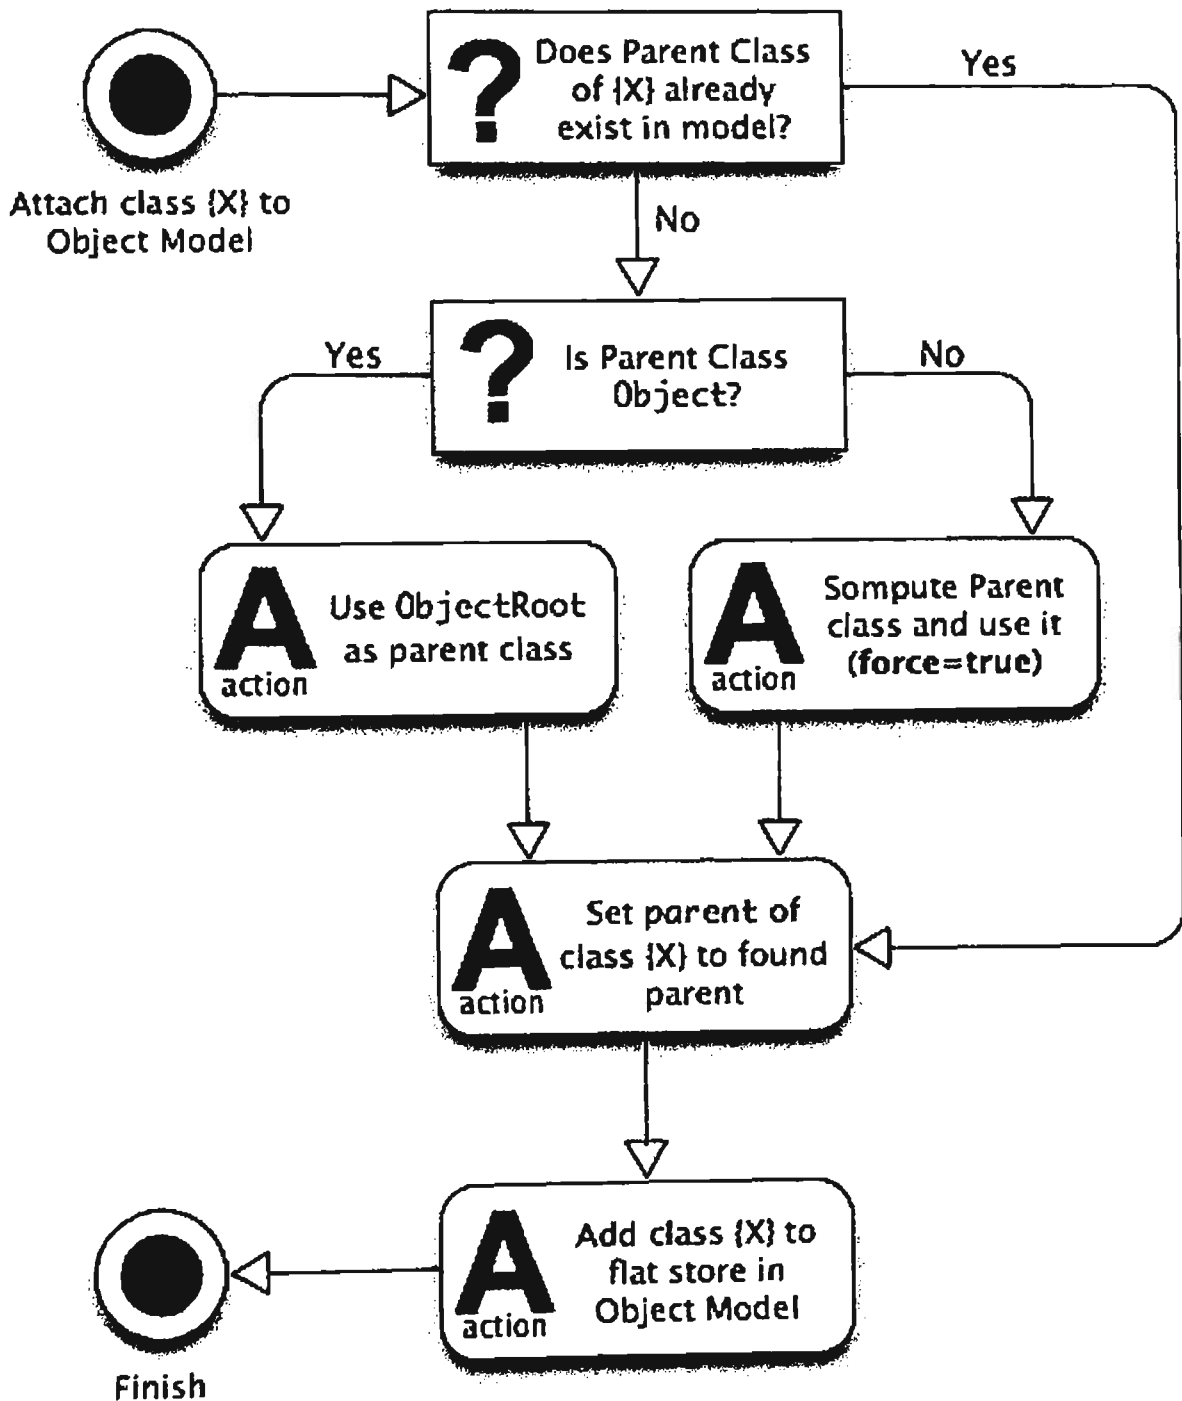 Does Parent Class
of {X} already
exist in model?
?
Yes
Attach class {X} to
Object Model
No
?
Is Parent Class
Object?
Yes
No
A
action
Use ObjectRoot
as parent class
A
action
Sompute Parent
class and use it
(force=true)
A
action
Set parent of
class {X} to found
parent
A
action
Add class {X} to
flat store in
Object Model
Finish